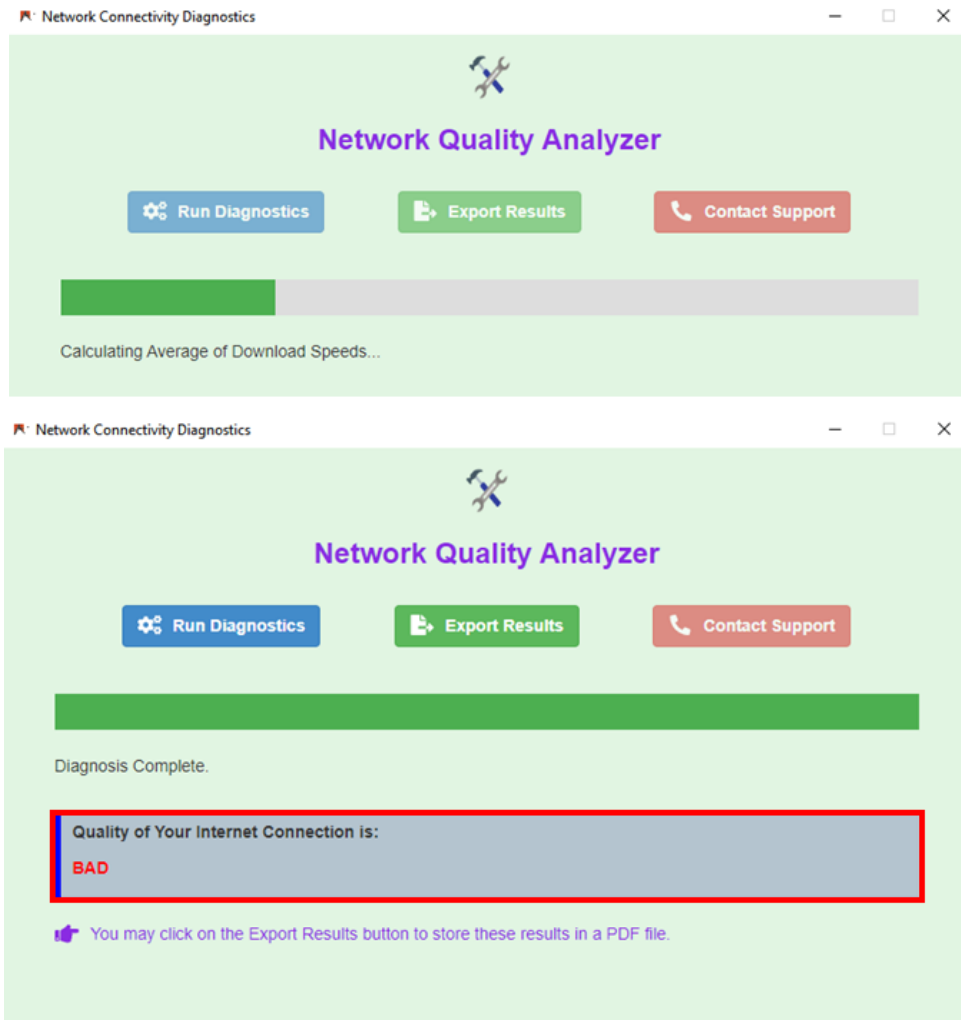 Network Connectivity Diagnostics
Network Quality Analyzer
Run Diagnostics
Export Results
Contact Support
Calculating Average of Download Speeds...
Network Connectivity Diagnostics
Network Quality Analyzer
Run Diagnostics
Export Results
Contact Support
Diagnosis Complete.
Quality of Your Internet Connection is:
BAD
You may click on the Export Results button to store these results in a PDF file.